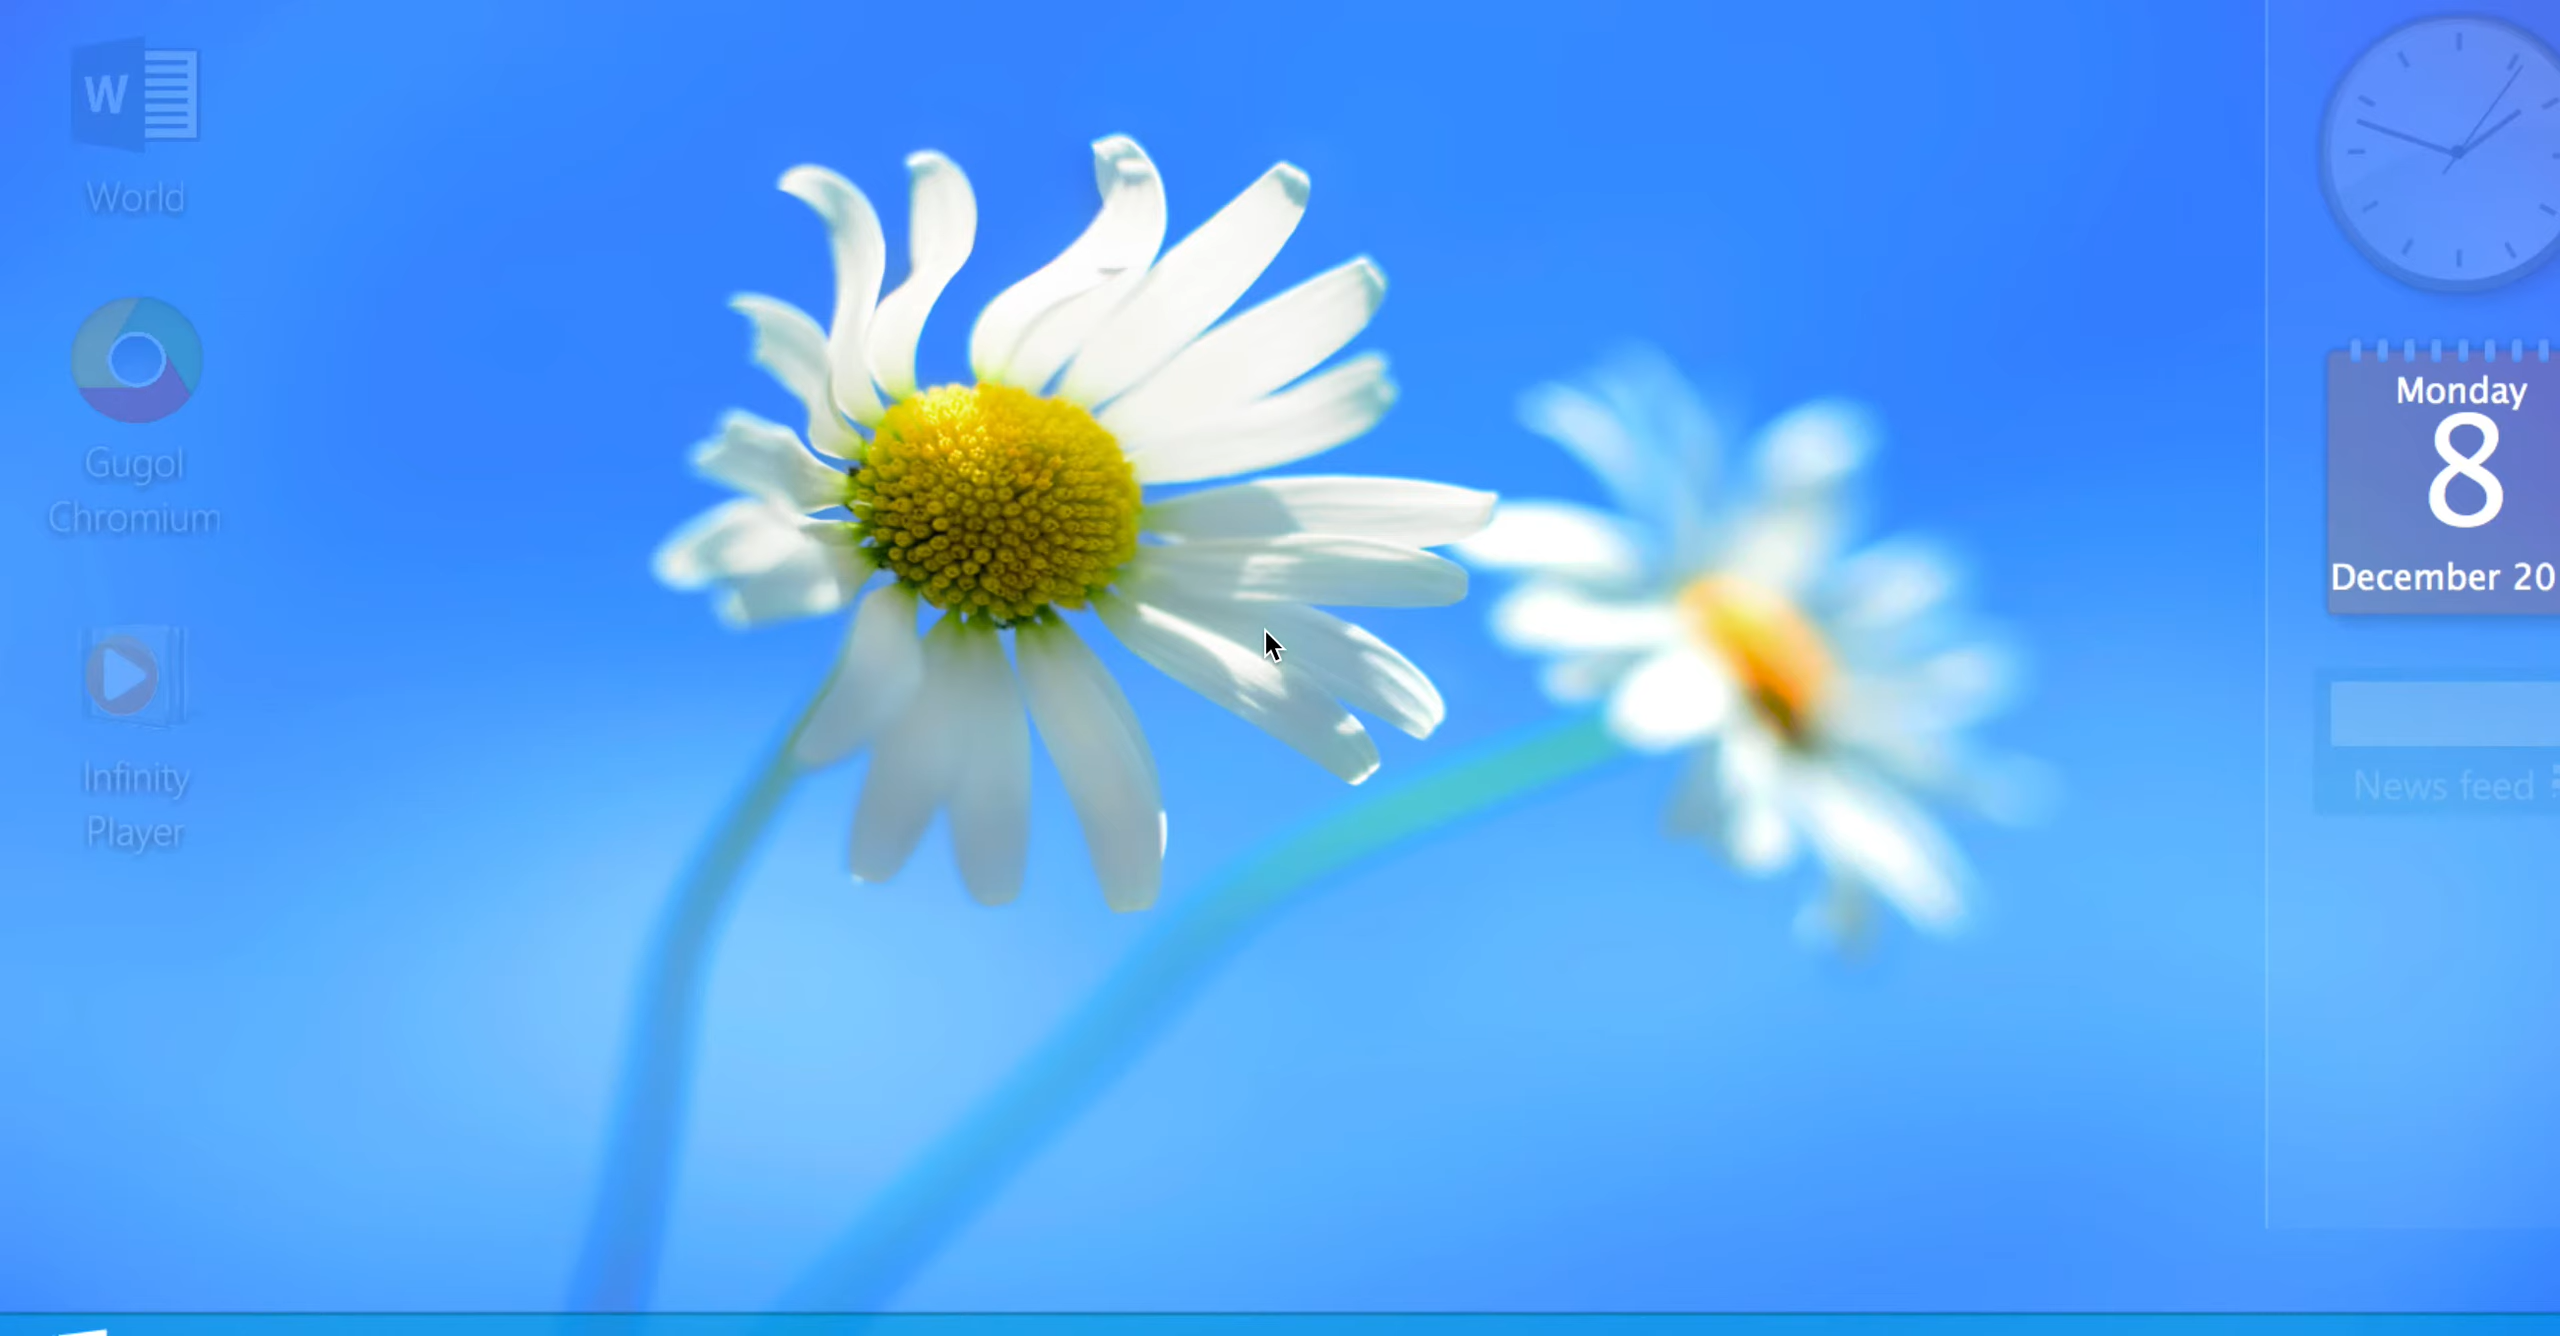 W
World
Gugol
Chromium
Infinity
Player
Monday
8
December 20
News feed